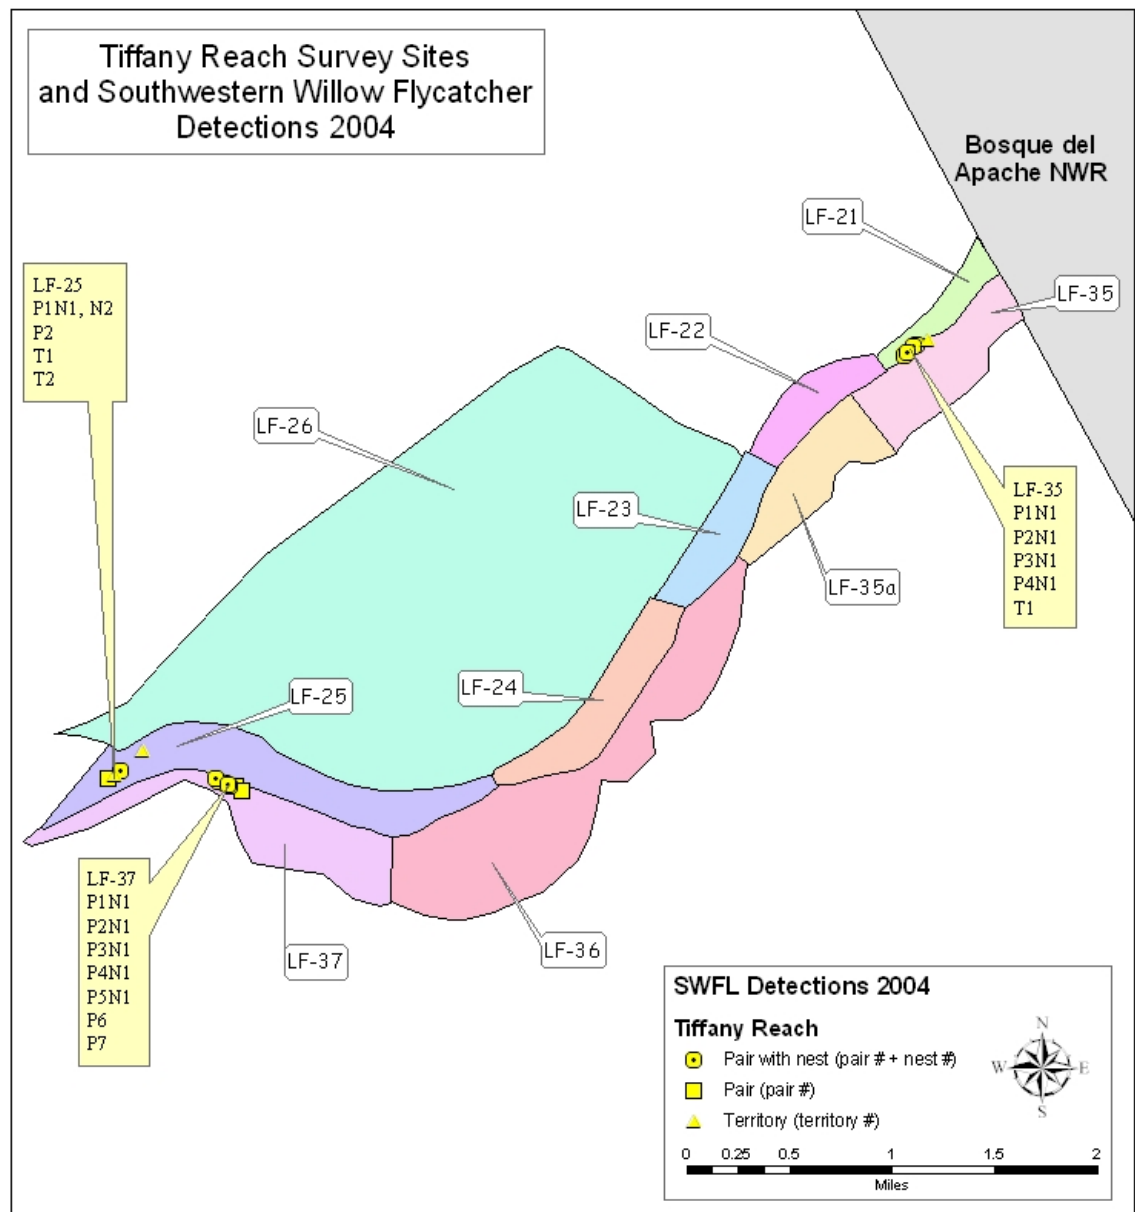 Tiffany Reach Survey Sites
and Southwestern Willow Flycatcher
Detections 2004
Bosque del
Apache NWR
LF-21
LF-35
LF-22
LF-25
P1N1, N2
P2
T1
T2
LF-26
LF-23
LF-35a
LF-35
P1N1
P2N1
P3N1
P4N1
T1
LF-24
LF-25
LF-37
P1N1
P2N1
P3N1
P4N1
P5N1
P6
P7
LF-37
LF-36
SWFL Detections 2004
Tiffany Reach
Pair with nest (pair # + nest #)
Pair (pair #)
Territory (territory #)
N
W E
S
0 0.25 0.5 1 1.5 2
Miles